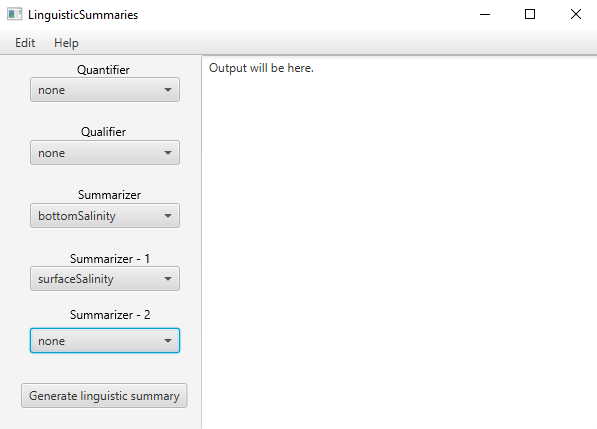 LinguisticSummaries
Edit Help
Quantifier
none
Qualifier
none
Summarizer
bottomSalinity
Summarizer - 1
surfaceSalinity
Summarizer - 2
none
Generate linguistic summary
Output will be here.